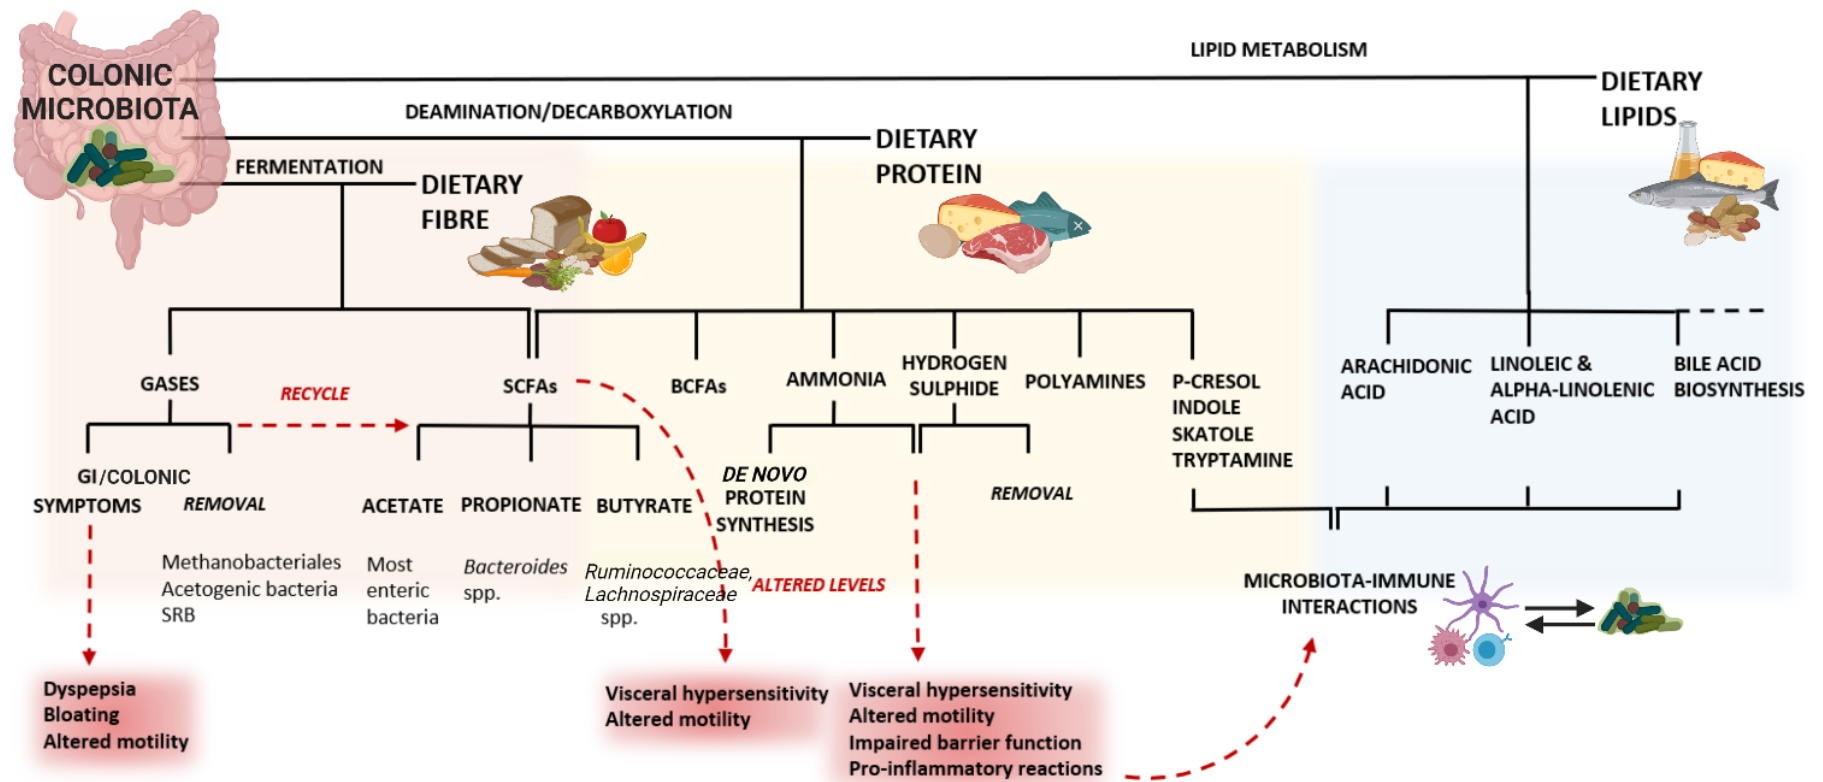 COLONIC
MICROBIOTA
LIPID METABOLISM
DIETARY
LIPIDS
DEAMINATION/DECARBOXYLATION
DIETARY
PROTEIN
FERMENTATION
DIETARY
FIBRE
GASES
RECYCLE
SCFAs
BCFAs
AMMONIA
HYDROGEN
SULPHIDE
POLYAMINES
P-CRESOL
INDOLE
SKATOLE
TRYPTAMINE
ARACHIDONIC
ACID
LINOLEIC &
ALPHA-LINOLENIC
ACID
BILE ACID
BIOSYNTHESIS
GI/COLONIC
SYMPTOMS
REMOVAL
ACETATE
PROPIONATE
BUTYRATE
DE NOVO
PROTEIN
SYNTHESIS
REMOVAL
Methanobacteriales
Acetogenic bacteria
SRB
Most
enteric
bacteria
Bacteroides
spp.
Ruminococcaceae,
Lachnospiraceae
spp.
ALTERED LEVELS
MICROBIOTA-IMMUNE
INTERACTIONS
Dyspepsia
Bloating
Altered motility
Visceral hypersensitivity
Altered motility
Visceral hypersensitivity
Altered motility
Impaired barrier function
Pro-inflammatory reactions